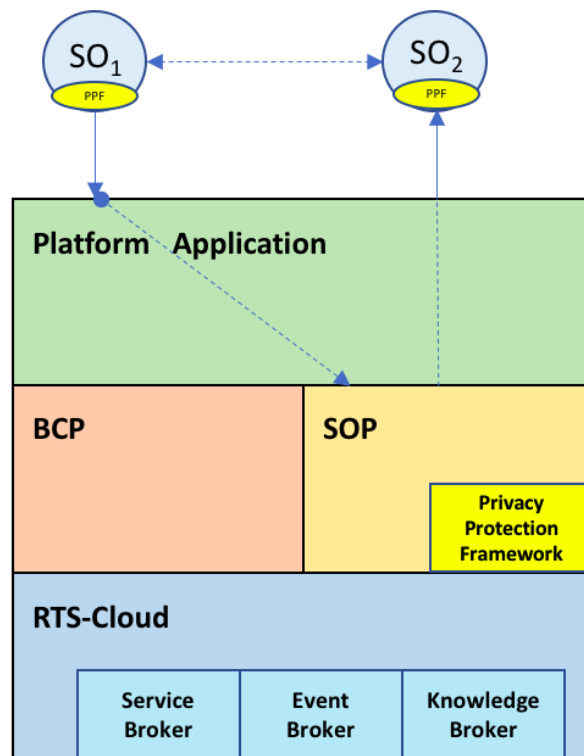 SO₁
SO₂
PPF
PPF
Platform Application
BCP
SOP
Privacy
Protection
Framework
RTS-Cloud
Service
Broker
Event
Broker
Knowledge
Broker